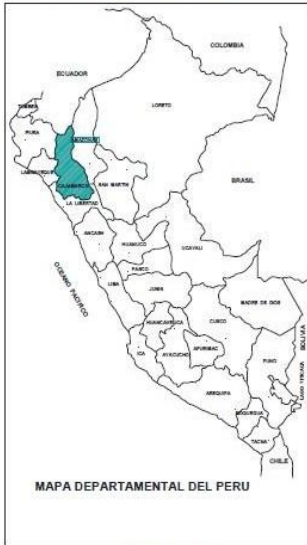 COLOMBIA
ECUADOR
TUMBES
LORETO
PIURA
AMAZONAS
LAMBAYEQUE
CAJAMARCA
SAN MARTIN
BRASIL
LA LIBERTAD
ANCASH
HUANUCO
UCAYALI
PASCO
OCEANO PACIFICO
LIMA
JUNIN
MADRE DE DIOS
HUANCAVELICA
CUSCO
BOLIVIA
ICA
AYACUCHO
APURIMAC
PUNO
LAGO TITICACA
AREQUIPA
MOQUEGUA
TACNA
CHILE
MAPA DEPARTAMENTAL DEL PERU